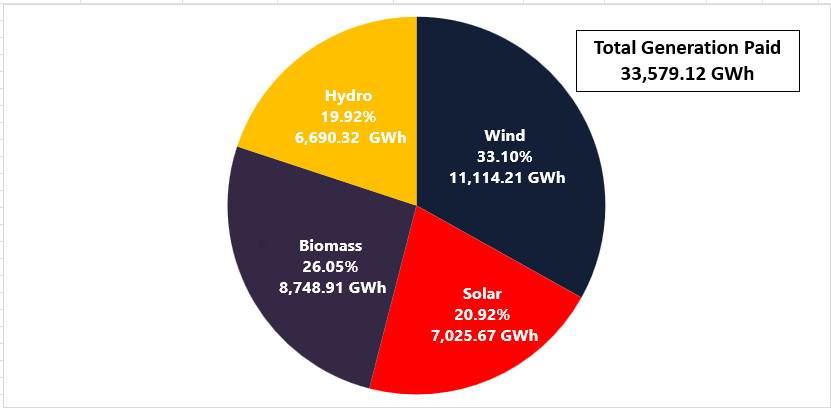 Total Generation Paid
33,579.12 GWh
Hydro
19.92%
6,690.32  GWh
Wind
33.10%
11,114.21 GWh
Biomass
26.05%
8,748.91 GWh
Solar
20.92%
7,025.67 GWh